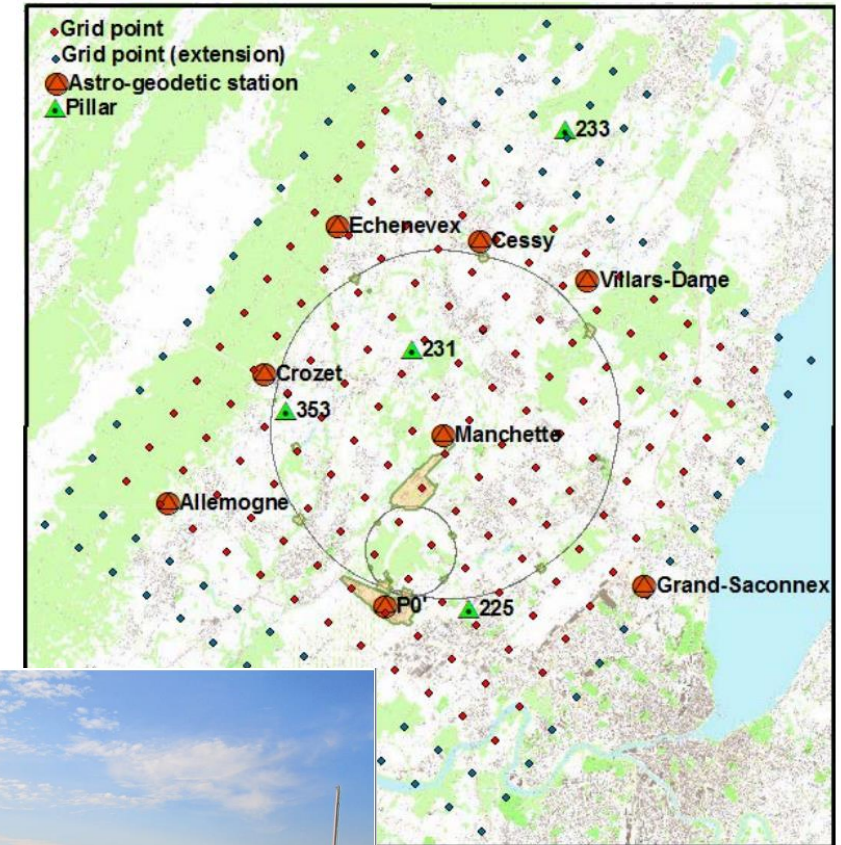 Grid point
Grid point (extension)
Astro-geodetic station
Pillar
233
Echenevex
Cessy
Villars-Dame
231
Crozet
353
Manchette
Allemogne
Grand-Saconnex
P0'
225